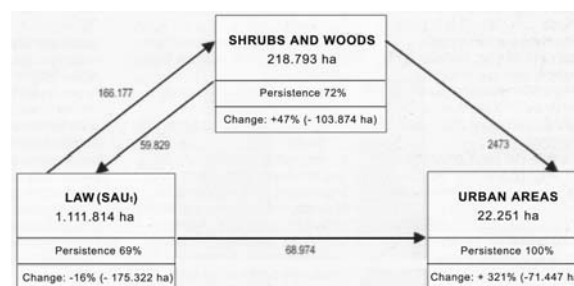 SHRUBS AND WOODS
218.793 ha
Persistence 72%
Change: +47% (- 103.874 ha)
166.177
59.829
2473
LAW (SAUt)
1.111.814 ha
Persistence 69%
Change: -16% (- 175.322 ha)
68.974
URBAN AREAS
22.251 ha
Persistence 100%
Change: + 321% (-71.447 ha